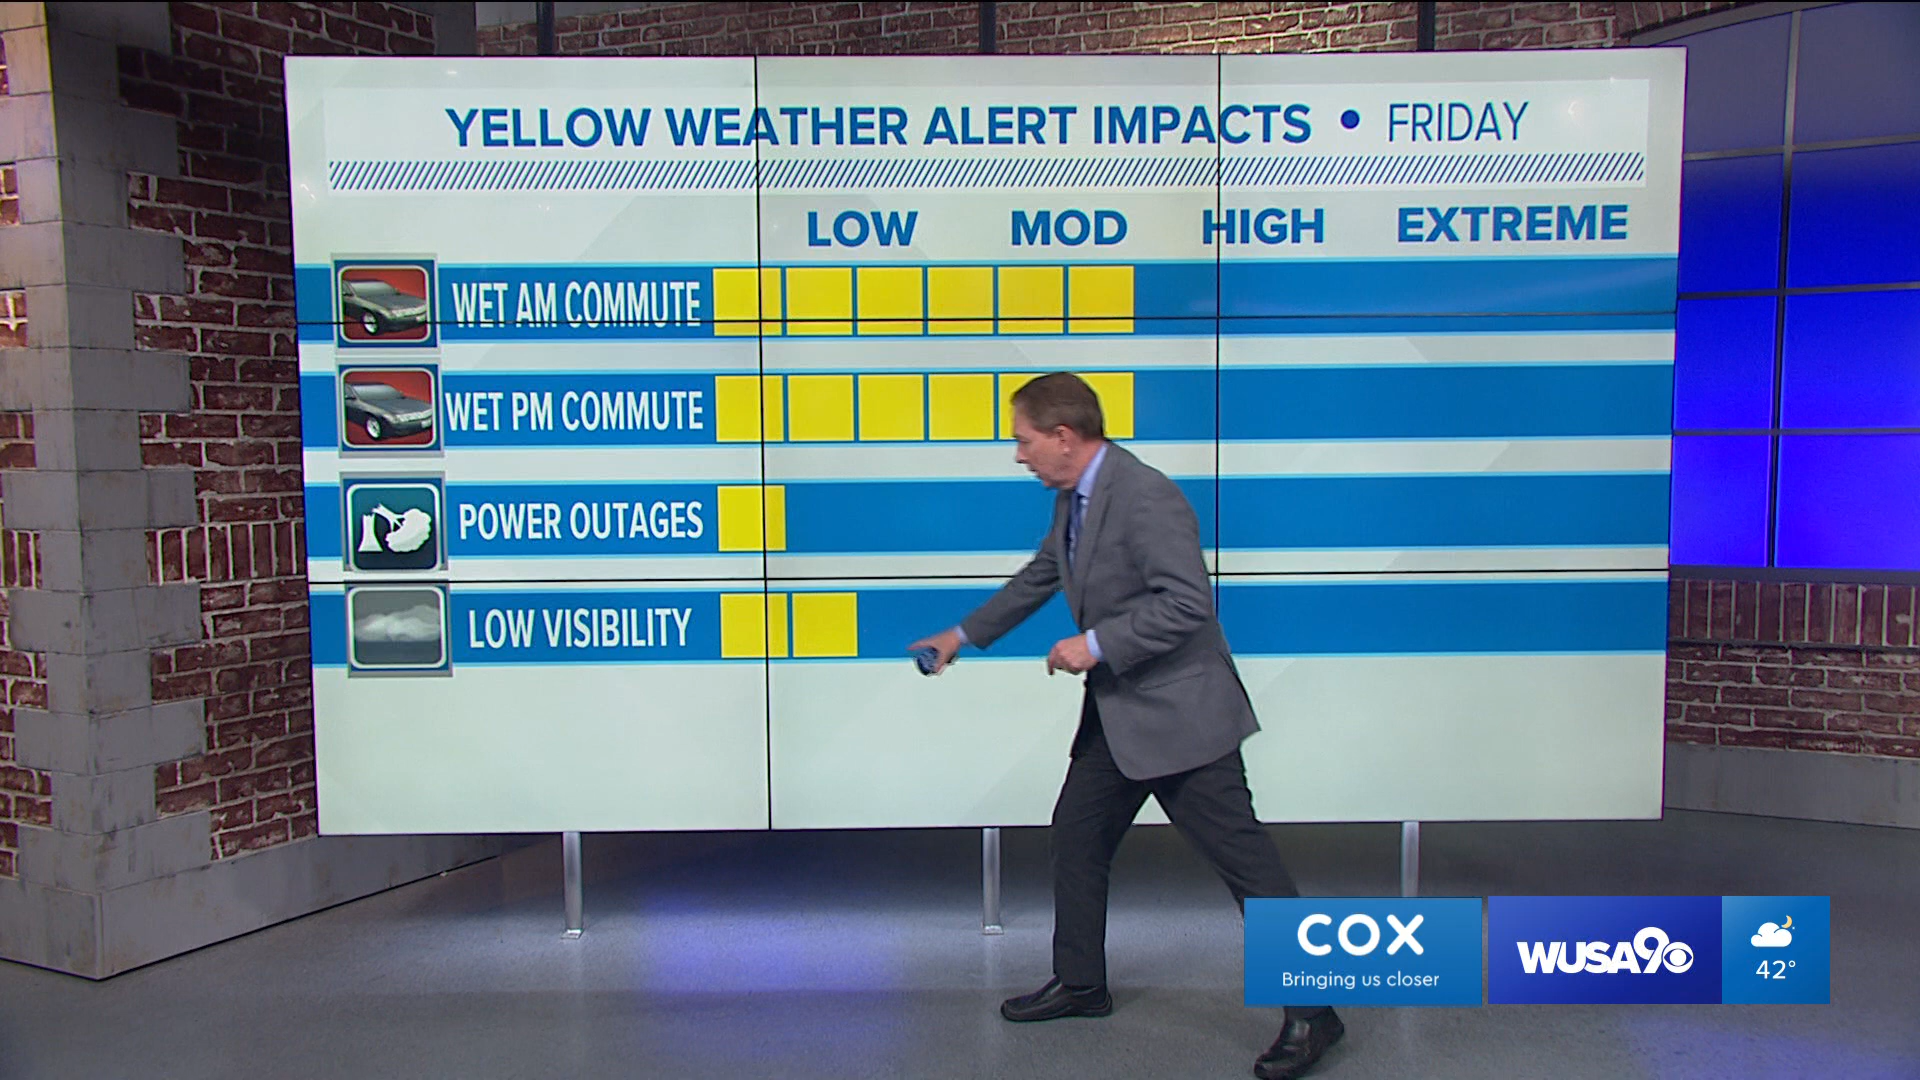 YELLOW WEATHER ALERT IMPACTS • FRIDAY
LOW MOD HIGH EXTREME
WET AM COMMUTE
WET PM COMMUTE
POWER OUTAGES
LOW VISIBILITY
COX
Bringing us closer
WUSA9
42°